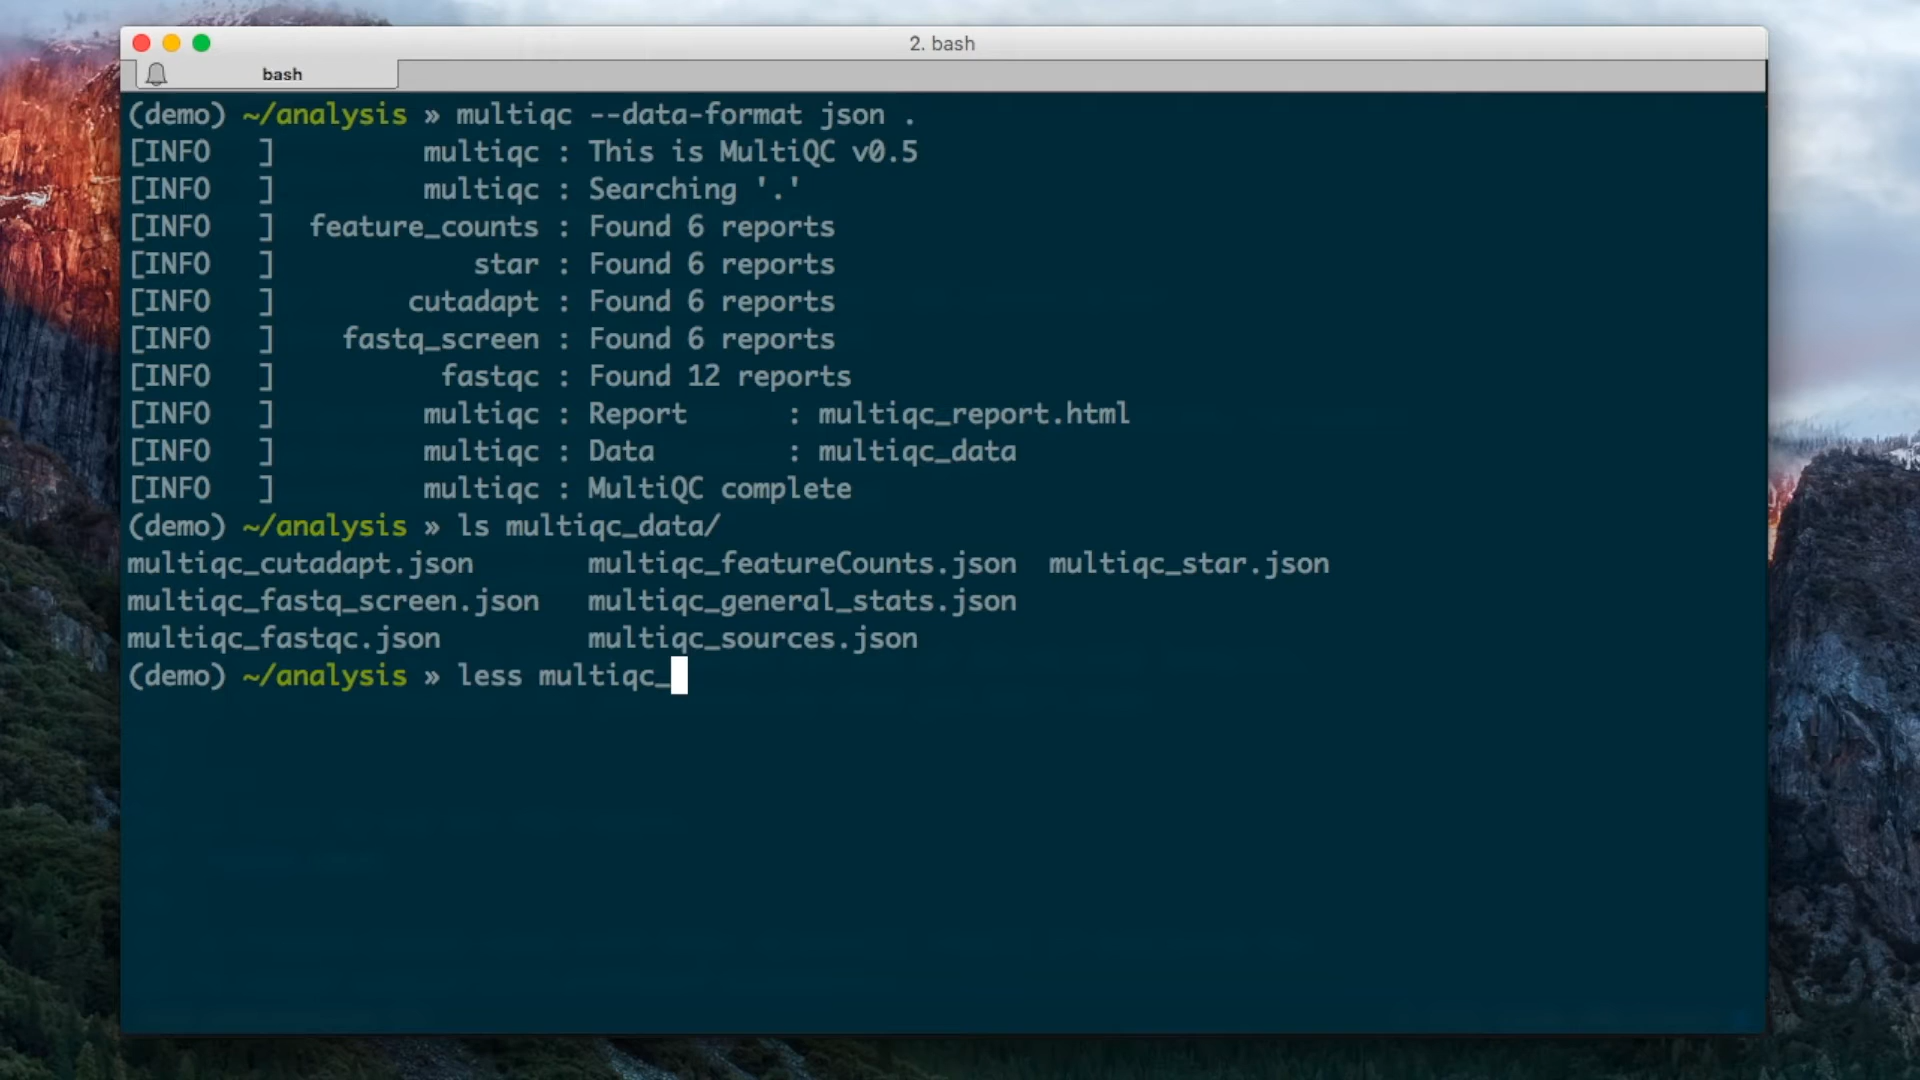 2. bash
bash
(demo) ~/analysis » multiqc --data-format json .
[INFO   ]         multiqc : This is MultiQC v0.5
[INFO   ]         multiqc : Searching '.'
[INFO   ]  feature_counts : Found 6 reports
[INFO   ]            star : Found 6 reports
[INFO   ]        cutadapt : Found 6 reports
[INFO   ]    fastq_screen : Found 6 reports
[INFO   ]          fastqc : Found 12 reports
[INFO   ]         multiqc : Report      : multiqc_report.html
[INFO   ]         multiqc : Data        : multiqc_data
[INFO   ]         multiqc : MultiQC complete
(demo) ~/analysis » ls multiqc_data/
multiqc_cutadapt.json       multiqc_featureCounts.json  multiqc_star.json
multiqc_fastq_screen.json   multiqc_general_stats.json
multiqc_fastqc.json         multiqc_sources.json
(demo) ~/analysis » less multiqc_